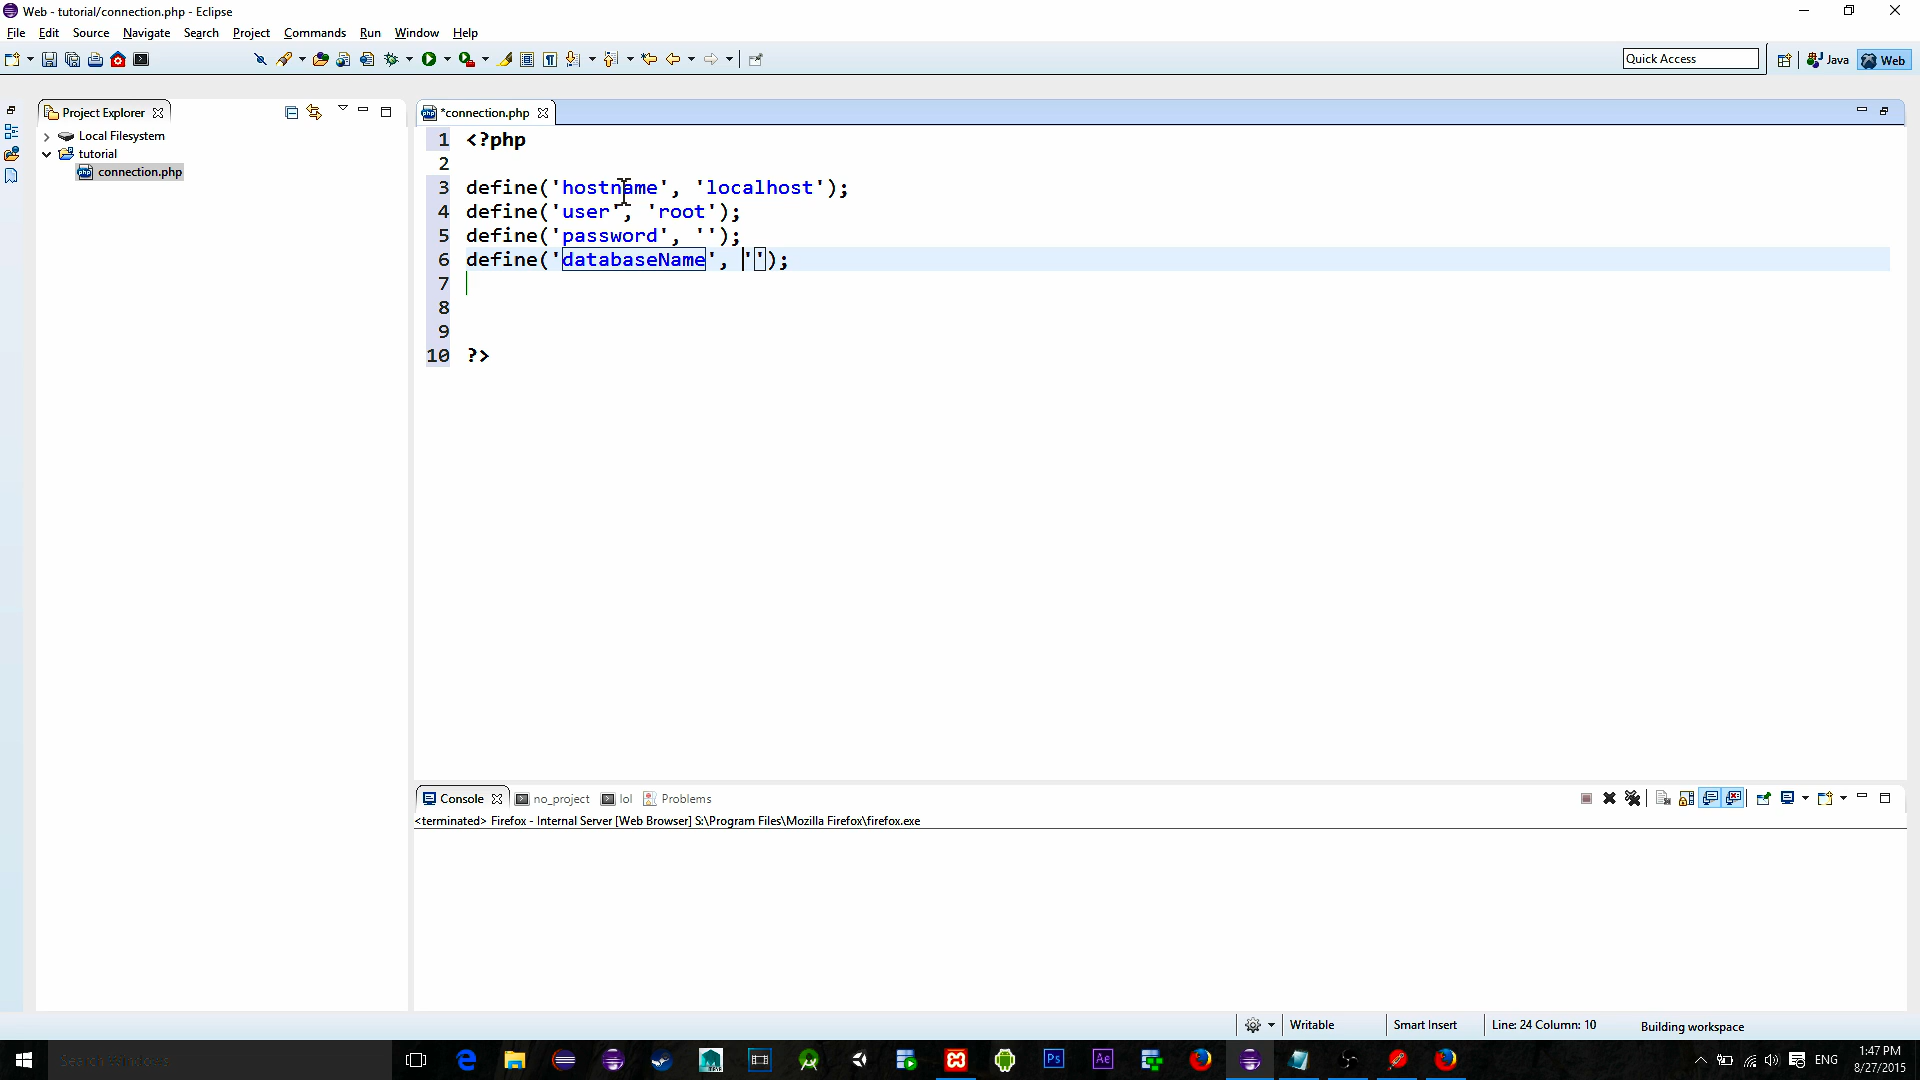 Web - tutorial/connection.php - Eclipse
File Edit Source Navigate Search Project Commands Run Window Help
Quick Access Java Web
Project Explorer
Local Filesystem
tutorial
connection.php
*connection.php
1 <?php
2
3 define('hostname', 'localhost');
4 define('user', 'root');
5 define('password', '');
6 define('databaseName', '');
7
8
9
10 ?>
Console no_project lol Problems
<terminated> Firefox - Internal Server [Web Browser] S:\Program Files\Mozilla Firefox\firefox.exe
Writable Smart Insert Line: 24 Column: 10 Building workspace
Ps Ae ENG 1:47 PM
8/27/2015